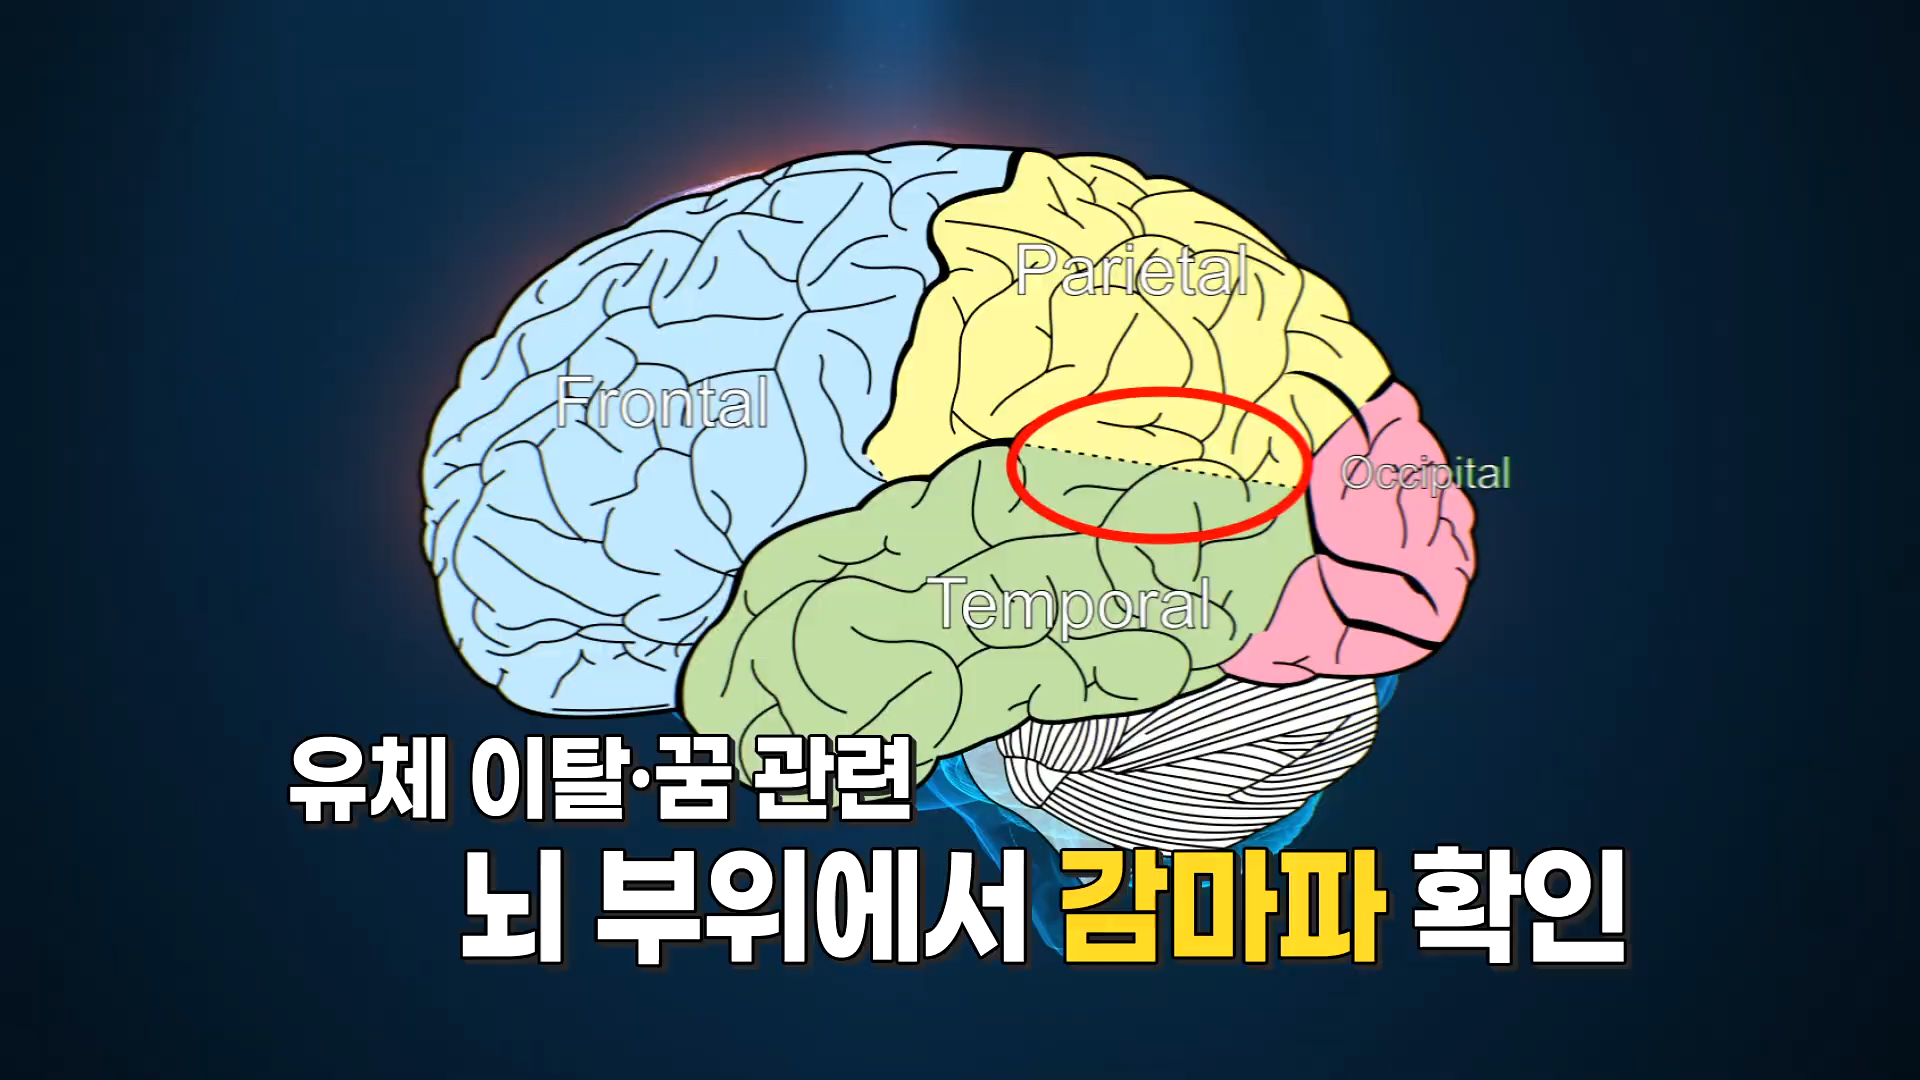 Parietal
Frontal
Occipital
Temporal
유체 이탈·꿈 관련
뇌 부위에서 감마파 확인